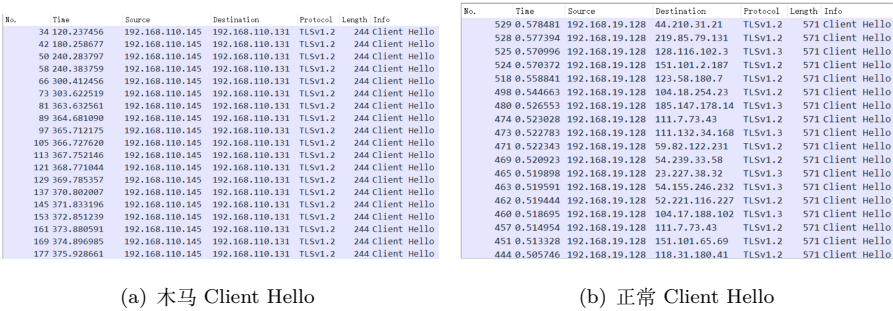 No. Time Source Destination Protocol Length Info
34 120.237456 192.168.110.145 192.168.110.131 TLSv1.2 244 Client Hello
42 180.258677 192.168.110.145 192.168.110.131 TLSv1.2 244 Client Hello
50 240.283797 192.168.110.145 192.168.110.131 TLSv1.2 244 Client Hello
58 240.383759 192.168.110.145 192.168.110.131 TLSv1.2 244 Client Hello
66 300.412456 192.168.110.145 192.168.110.131 TLSv1.2 244 Client Hello
73 303.622519 192.168.110.145 192.168.110.131 TLSv1.2 244 Client Hello
81 363.632561 192.168.110.145 192.168.110.131 TLSv1.2 244 Client Hello
89 364.681090 192.168.110.145 192.168.110.131 TLSv1.2 244 Client Hello
97 365.712175 192.168.110.145 192.168.110.131 TLSv1.2 244 Client Hello
105 366.727620 192.168.110.145 192.168.110.131 TLSv1.2 244 Client Hello
113 367.752146 192.168.110.145 192.168.110.131 TLSv1.2 244 Client Hello
121 368.771044 192.168.110.145 192.168.110.131 TLSv1.2 244 Client Hello
129 369.785357 192.168.110.145 192.168.110.131 TLSv1.2 244 Client Hello
137 370.802007 192.168.110.145 192.168.110.131 TLSv1.2 244 Client Hello
145 371.833196 192.168.110.145 192.168.110.131 TLSv1.2 244 Client Hello
153 372.851239 192.168.110.145 192.168.110.131 TLSv1.2 244 Client Hello
161 373.880591 192.168.110.145 192.168.110.131 TLSv1.2 244 Client Hello
169 374.896985 192.168.110.145 192.168.110.131 TLSv1.2 244 Client Hello
177 375.928661 192.168.110.145 192.168.110.131 TLSv1.2 244 Client Hello
(a) 木马 Client Hello
No. Time Source Destination Protocol Length Info
529 0.578481 192.168.19.128 44.210.31.21 TLSv1.2 571 Client Hello
528 0.577394 192.168.19.128 219.85.79.131 TLSv1.2 571 Client Hello
525 0.570996 192.168.19.128 128.116.102.3 TLSv1.3 571 Client Hello
524 0.570372 192.168.19.128 151.101.2.187 TLSv1.2 571 Client Hello
518 0.558841 192.168.19.128 123.58.180.7 TLSv1.2 571 Client Hello
498 0.544663 192.168.19.128 104.18.254.23 TLSv1.2 571 Client Hello
480 0.526553 192.168.19.128 185.147.178.14 TLSv1.3 571 Client Hello
474 0.523028 192.168.19.128 111.7.73.43 TLSv1.2 571 Client Hello
473 0.522783 192.168.19.128 111.132.34.168 TLSv1.3 571 Client Hello
471 0.522343 192.168.19.128 59.82.122.231 TLSv1.2 571 Client Hello
469 0.520923 192.168.19.128 54.239.33.58 TLSv1.2 571 Client Hello
465 0.519898 192.168.19.128 23.227.38.32 TLSv1.3 571 Client Hello
463 0.519591 192.168.19.128 54.155.246.232 TLSv1.3 571 Client Hello
462 0.519444 192.168.19.128 52.221.116.227 TLSv1.2 571 Client Hello
460 0.518695 192.168.19.128 104.17.188.102 TLSv1.3 571 Client Hello
457 0.514954 192.168.19.128 111.7.73.43 TLSv1.2 571 Client Hello
451 0.513328 192.168.19.128 151.101.65.69 TLSv1.2 571 Client Hello
444 0.505746 192.168.19.128 118.31.180.41 TLSv1.2 571 Client Hello
(b) 正常 Client Hello